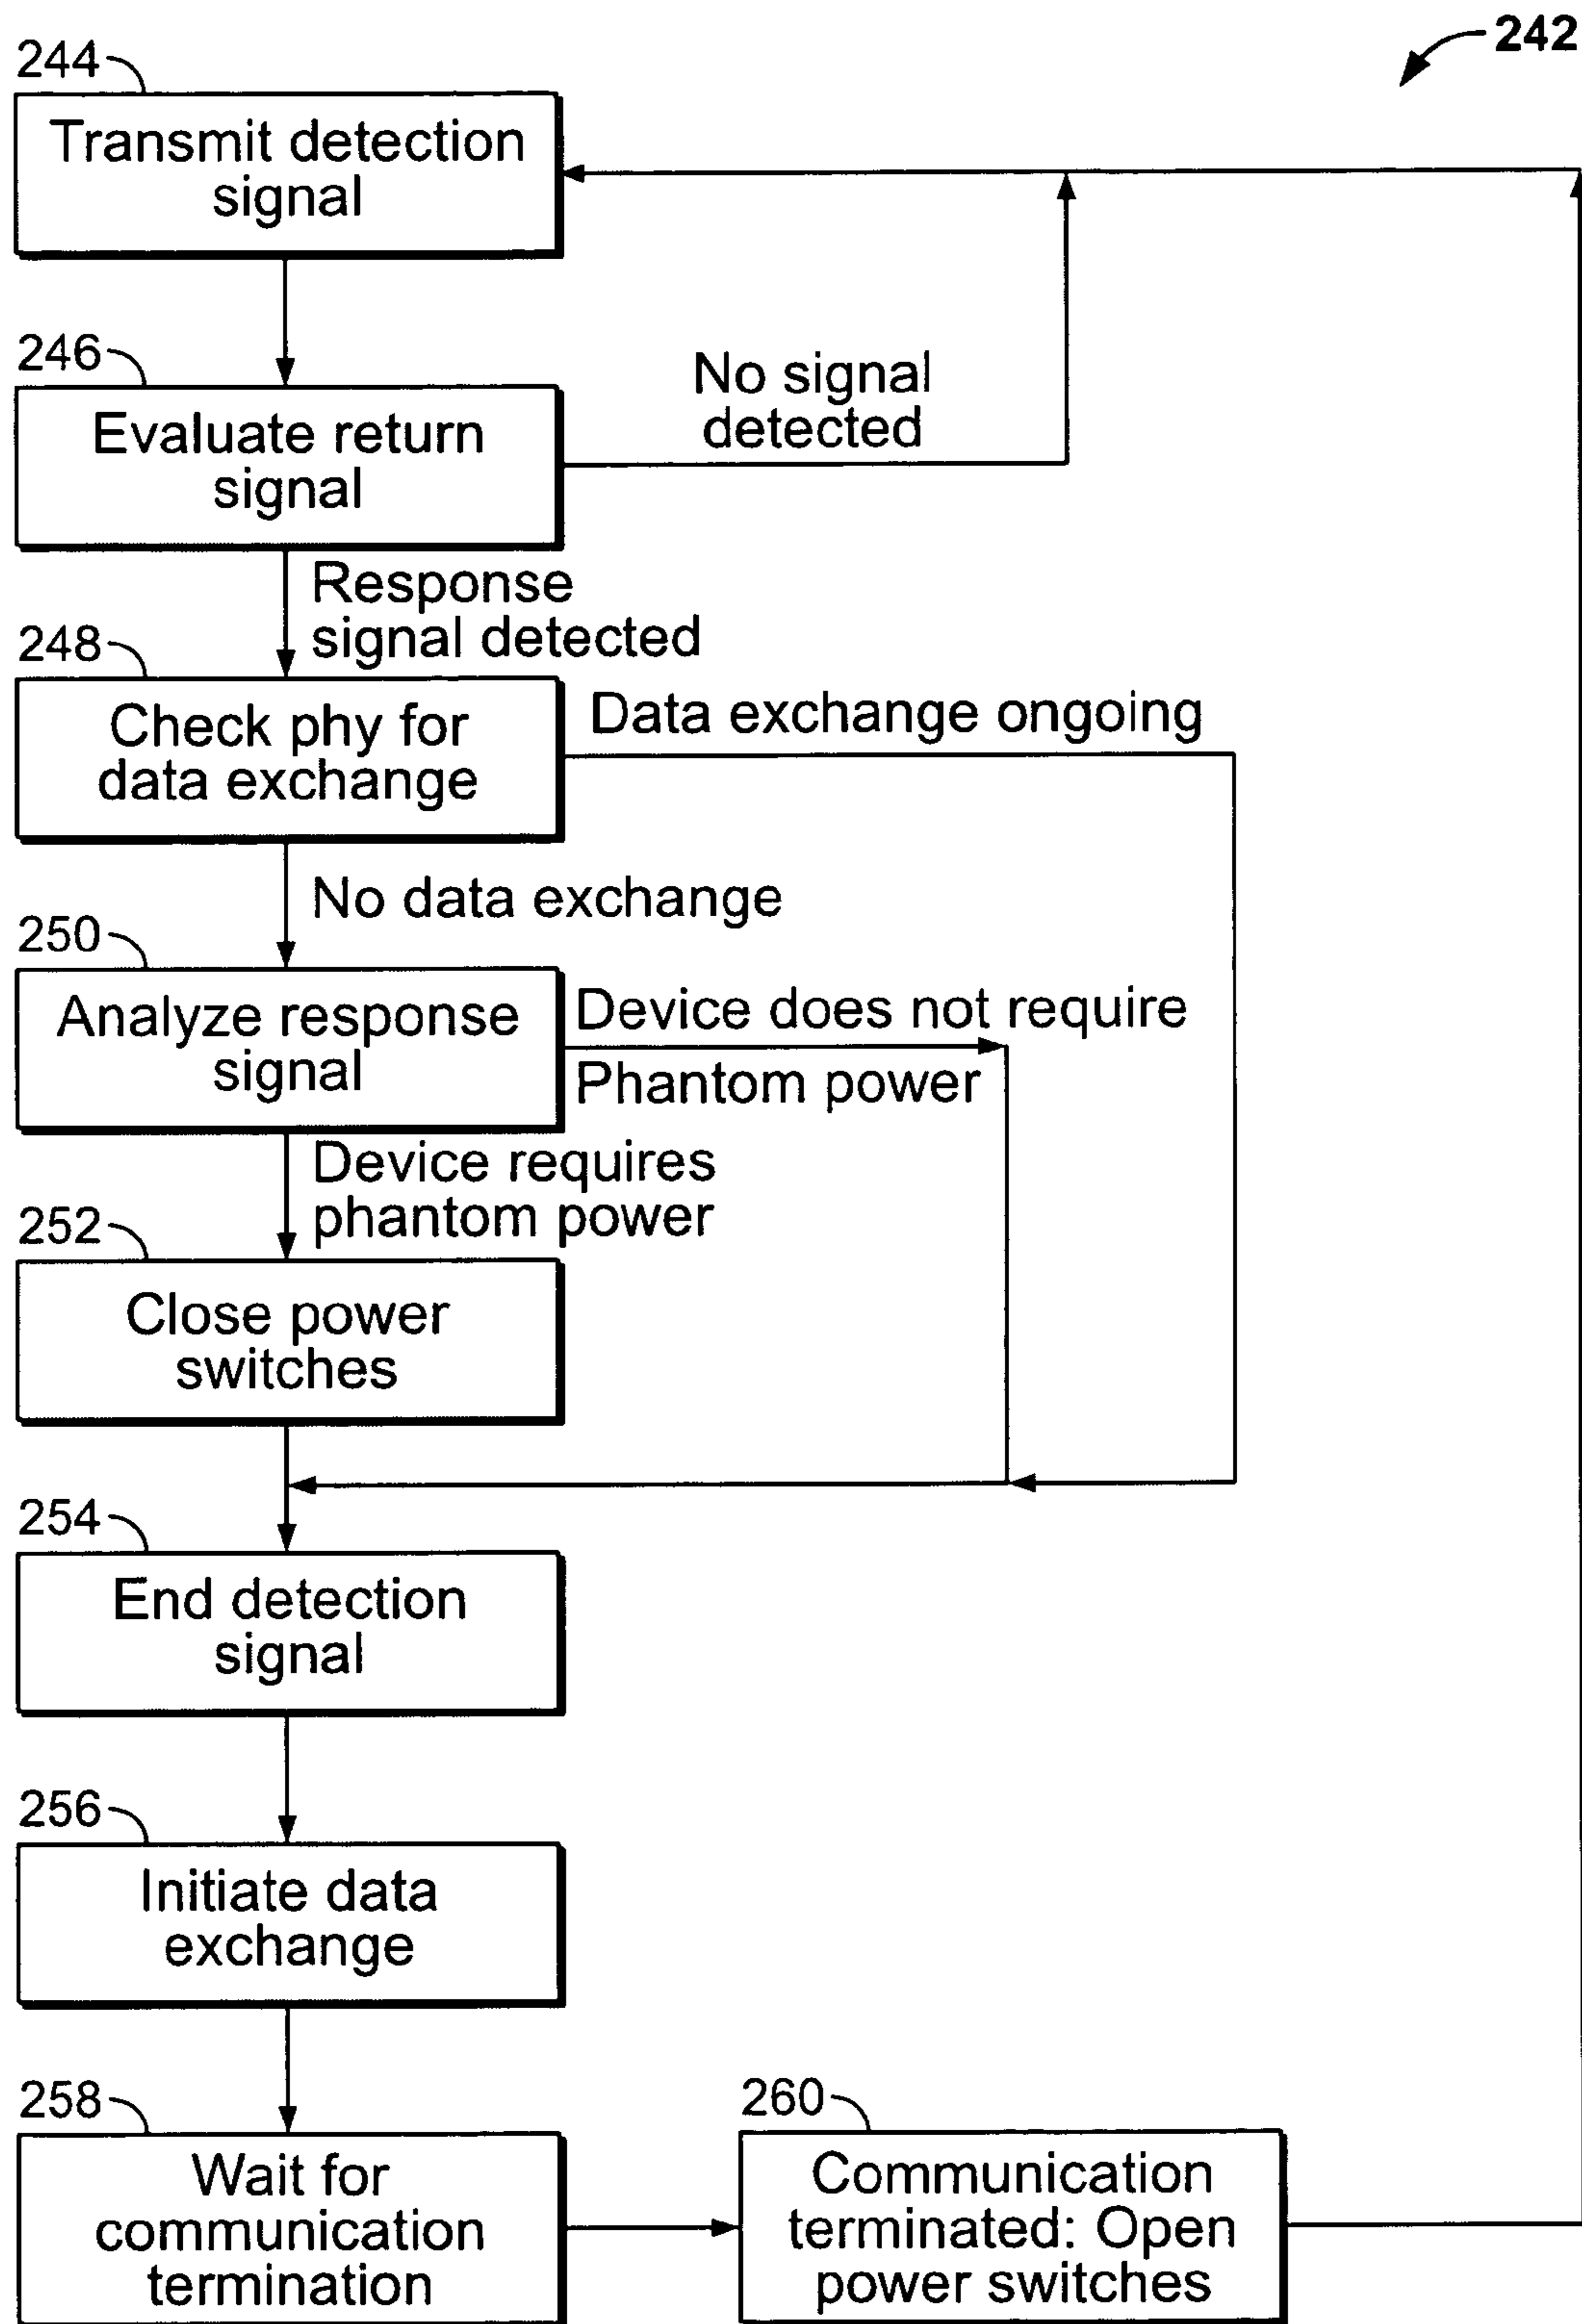 242
244
Transmit detection
signal
246
Evaluate return
signal
No signal
detected
Response
signal detected
248
Check phy for
data exchange
Data exchange ongoing
No data exchange
250
Analyze response
signal
Device does not require
Phantom power
Device requires
phantom power
252
Close power
switches
254
End detection
signal
256
Initiate data
exchange
258
Wait for
communication
termination
260
Communication
terminated: Open
power switches